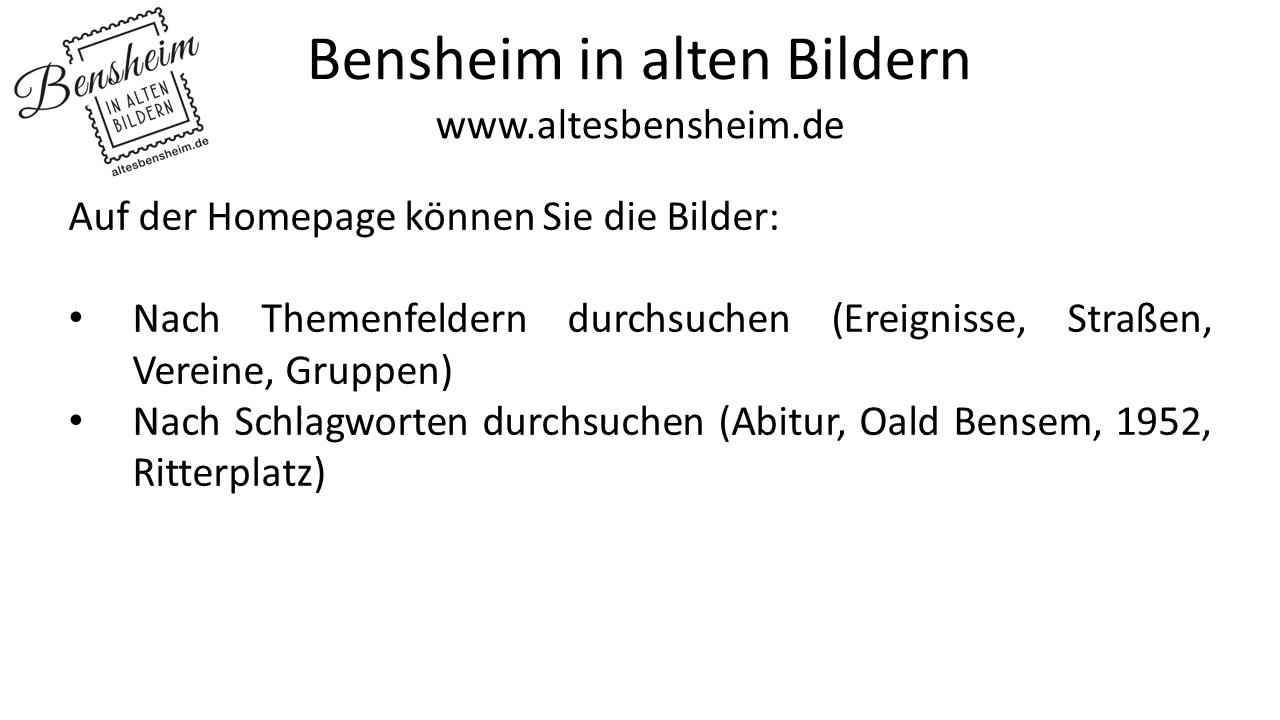 Bensheim
IN ALTEN
BILDERN
altesbensheim.de
Bensheim in alten Bildern
www.altesbensheim.de
Auf der Homepage können Sie die Bilder:
• Nach Themenfeldern durchsuchen (Ereignisse, Straßen,
Vereine, Gruppen)
• Nach Schlagworten durchsuchen (Abitur, Oald Bensem, 1952,
Ritterplatz)